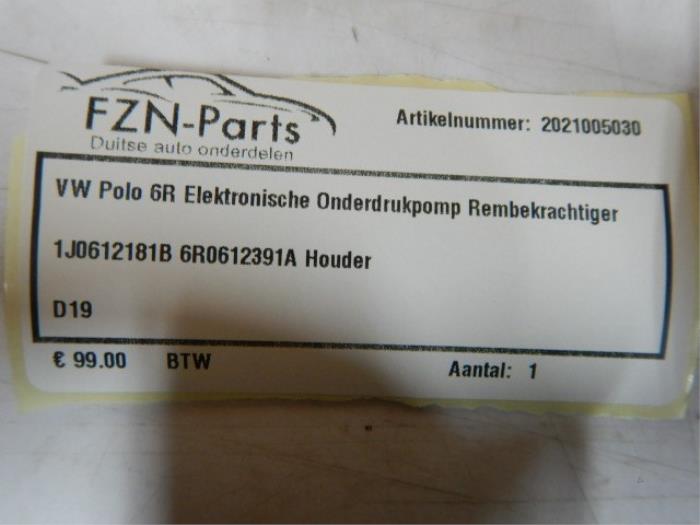 FZN-Parts
Duitse auto onderdelen
Artikelnummer: 2021005030
VW Polo 6R Elektronische Onderdrukpomp Rembekrachtiger
1J0612181B 6R0612391A Houder
D19
€ 99.00 BTW
Aantal: 1